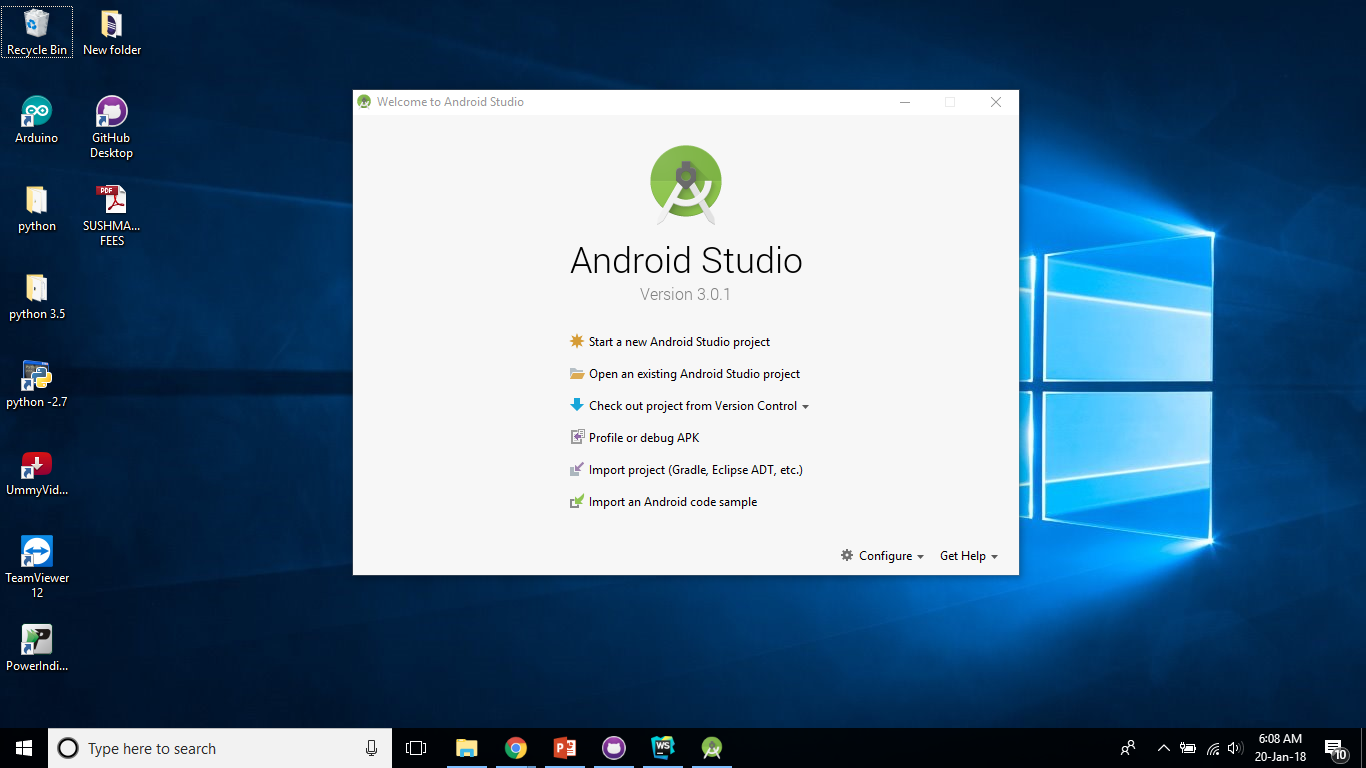 Recycle Bin
New folder
Arduino
GitHub
Desktop
python
PDF
SUSHMA...
FEES
python 3.5
python -2.7
UmmyVid...
TeamViewer
12
PowerIndi...
Welcome to Android Studio
Android Studio
Version 3.0.1
Start a new Android Studio project
Open an existing Android Studio project
Check out project from Version Control
Profile or debug APK
Import project (Gradle, Eclipse ADT, etc.)
Import an Android code sample
Configure
Get Help
Type here to search
WS
6:08 AM
20-Jan-18
10